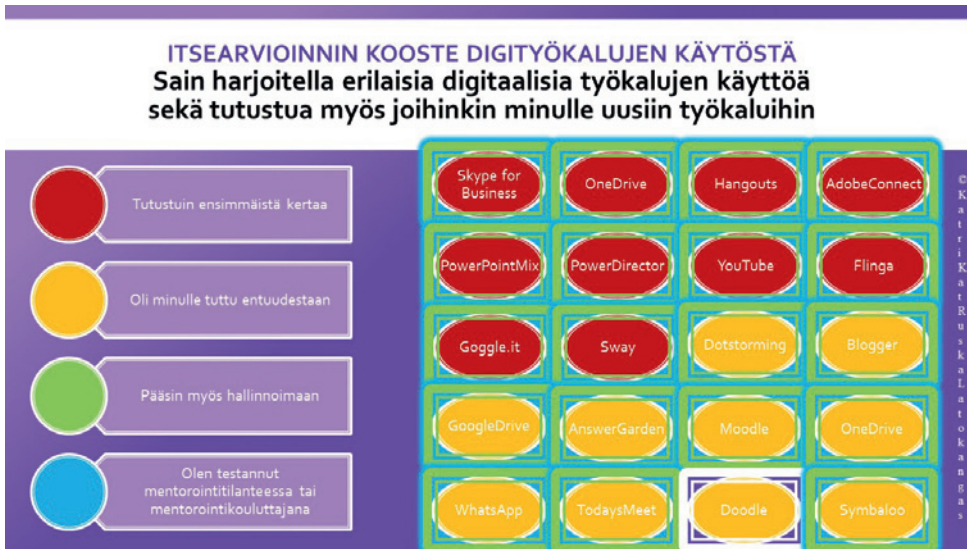 ITSEARVIOINNIN KOOSTE DIGITYÖKALUJEN KÄYTÖSTÄ
Sain harjoitella erilaisia digitaalisia työkalujen käyttöä
sekä tutustua myös joihinkin minulle uusiin työkaluihin
Tutustuin ensimmäistä kertaa
Oli minulle tuttu entuudestaan
Pääsin myös hallinnoimaan
Olen testannut
mentorointitilanteessa tai
mentorointikouluttajana
Skype for
Business
OneDrive
Hangouts
AdobeConnect
PowerPointMix
PowerDirector
YouTube
Flinga
Goggle.it
Sway
Dotstorming
Blogger
GoogleDrive
AnswerGarden
Moodle
OneDrive
WhatsApp
TodaysMeet
Doodle
Symbaloo
©KatriKatRuskaLatokangas